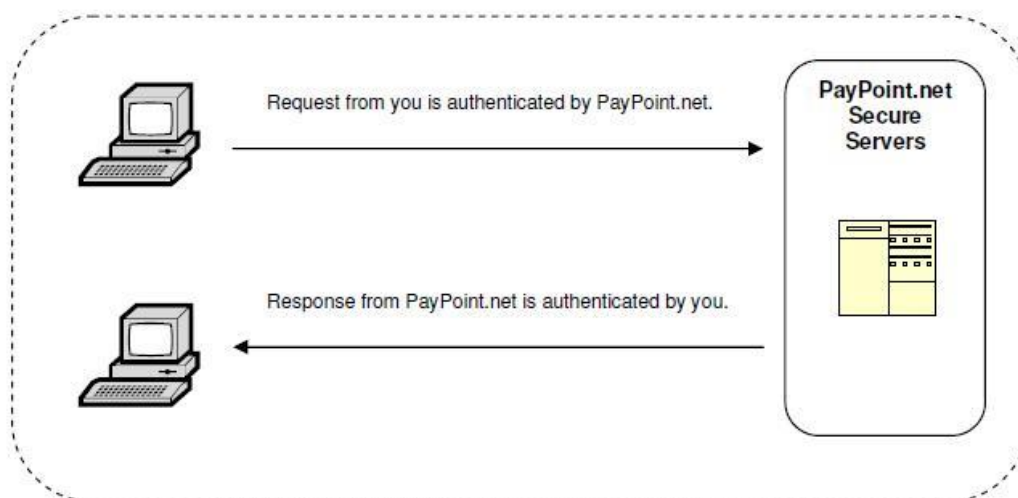 Request from you is authenticated by PayPoint.net.
PayPoint.net
Secure
Servers
Response from PayPoint.net is authenticated by you.